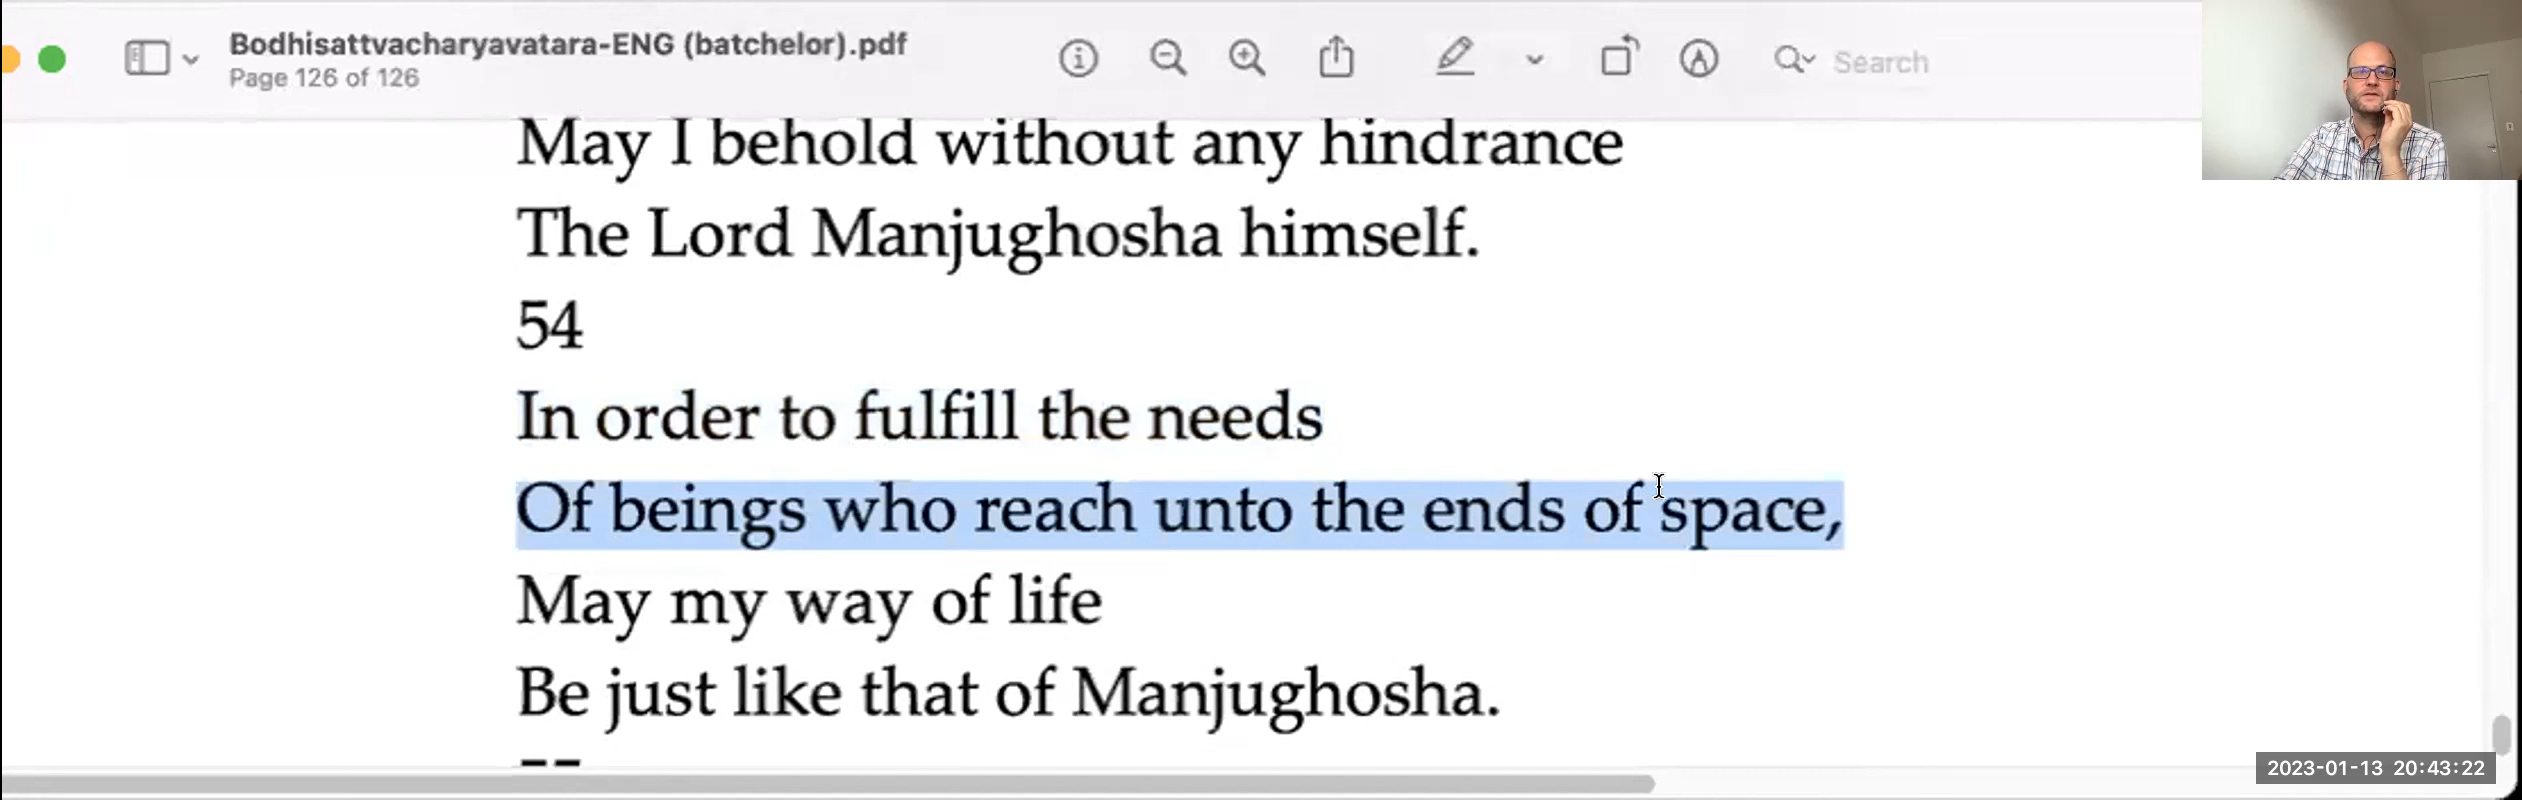 Bodhisattvacharyavatara-ENG (batchelor).pdf
Page 126 of 126
Search
May I behold without any hindrance
The Lord Manjughosha himself.
54
In order to fulfill the needs
Of beings who reach unto the ends of space,
May my way of life
Be just like that of Manjughosha.
2023-01-13 20:43:22